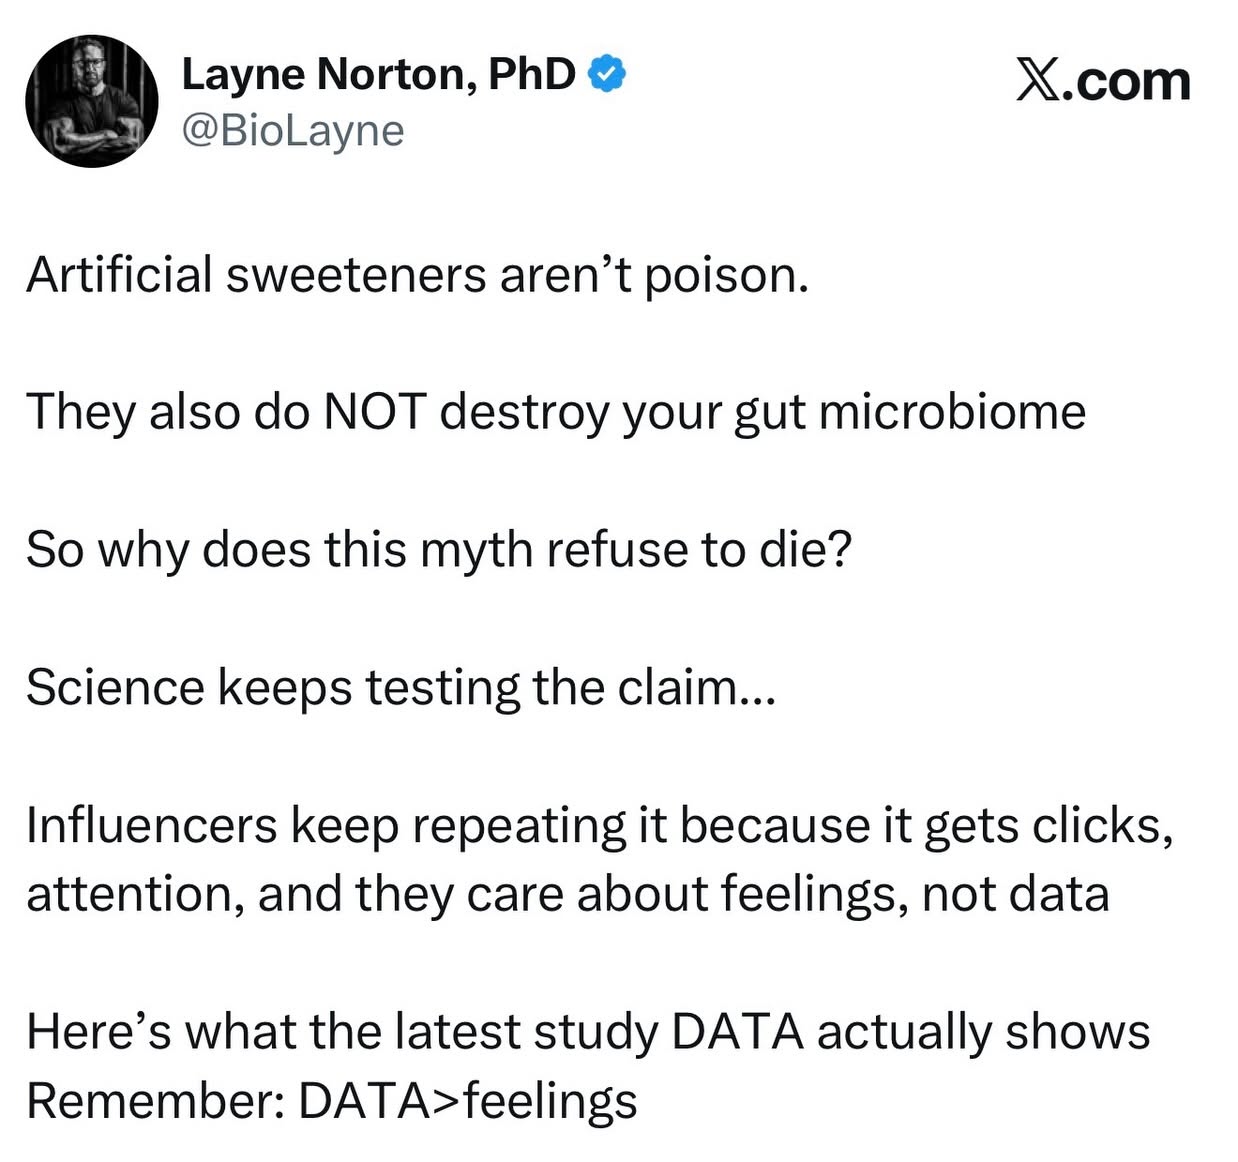 Layne Norton, PhD
@BioLayne
X.com
Artificial sweeteners aren’t poison.
They also do NOT destroy your gut microbiome
So why does this myth refuse to die?
Science keeps testing the claim...
Influencers keep repeating it because it gets clicks,
attention, and they care about feelings, not data
Here’s what the latest study DATA actually shows
Remember: DATA>feelings